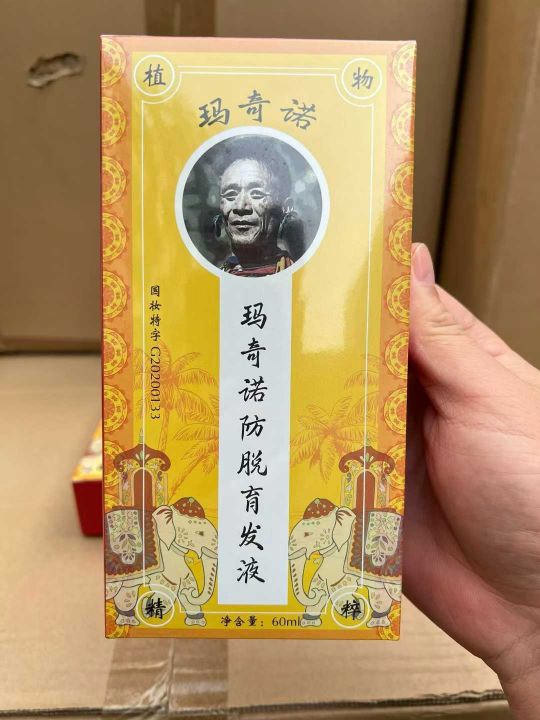 植 物
玛奇诺
国妆特字 G20200133
玛奇诺防脱育发液
精 粹
净含量：60ml